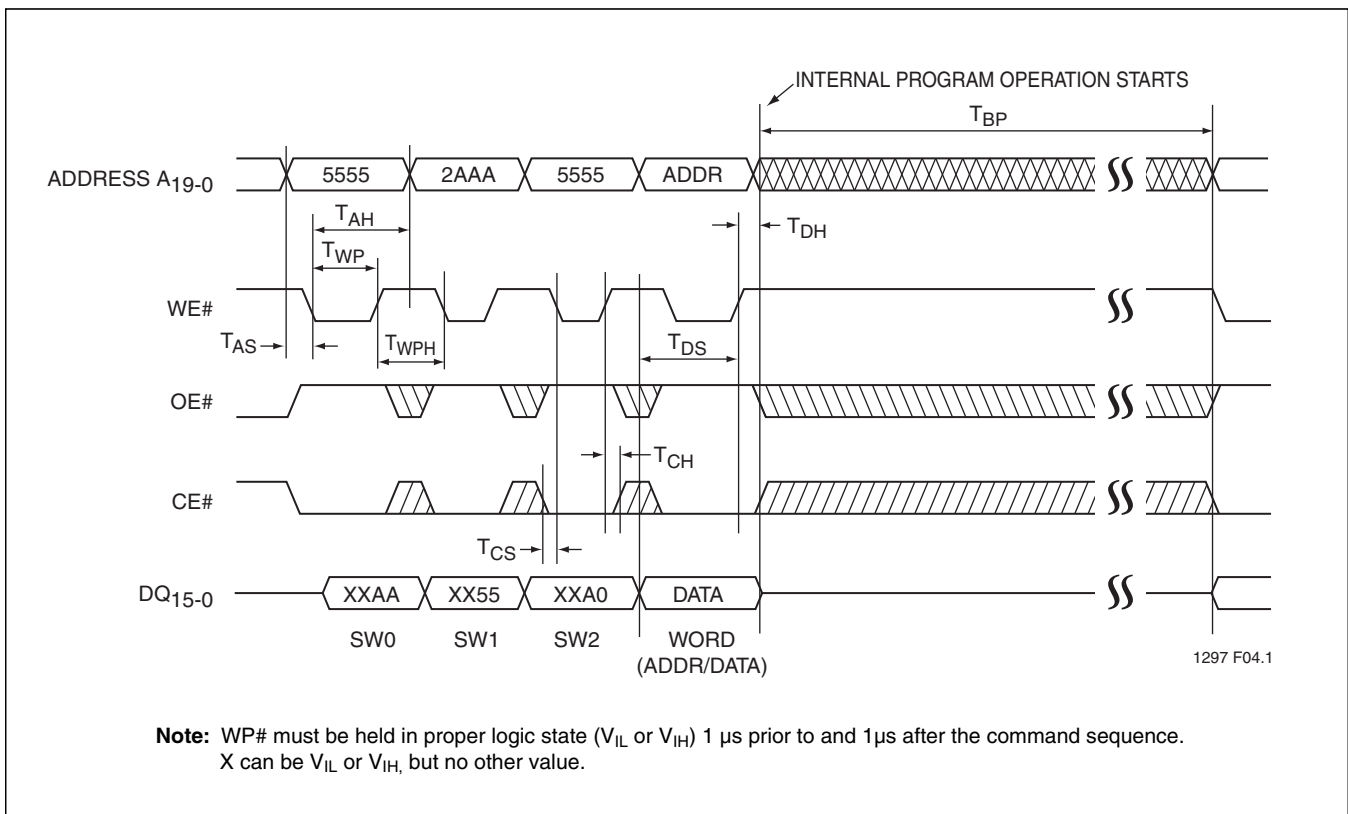 INTERNAL PROGRAM OPERATION STARTS
TBP
ADDRESS A19-0
5555 2AAA 5555 ADDR
TAH
TDH
TWP
WE#
TAS
TWPH
TDS
OE#
TCH
CE#
TCS
DQ15-0
XXAA XX55 XXA0 DATA
SW0 SW1 SW2 WORD
(ADDR/DATA)
1297 F04.1
Note: WP# must be held in proper logic state (VIL or VIH) 1 µs prior to and 1µs after the command sequence.
X can be VIL or VIH, but no other value.